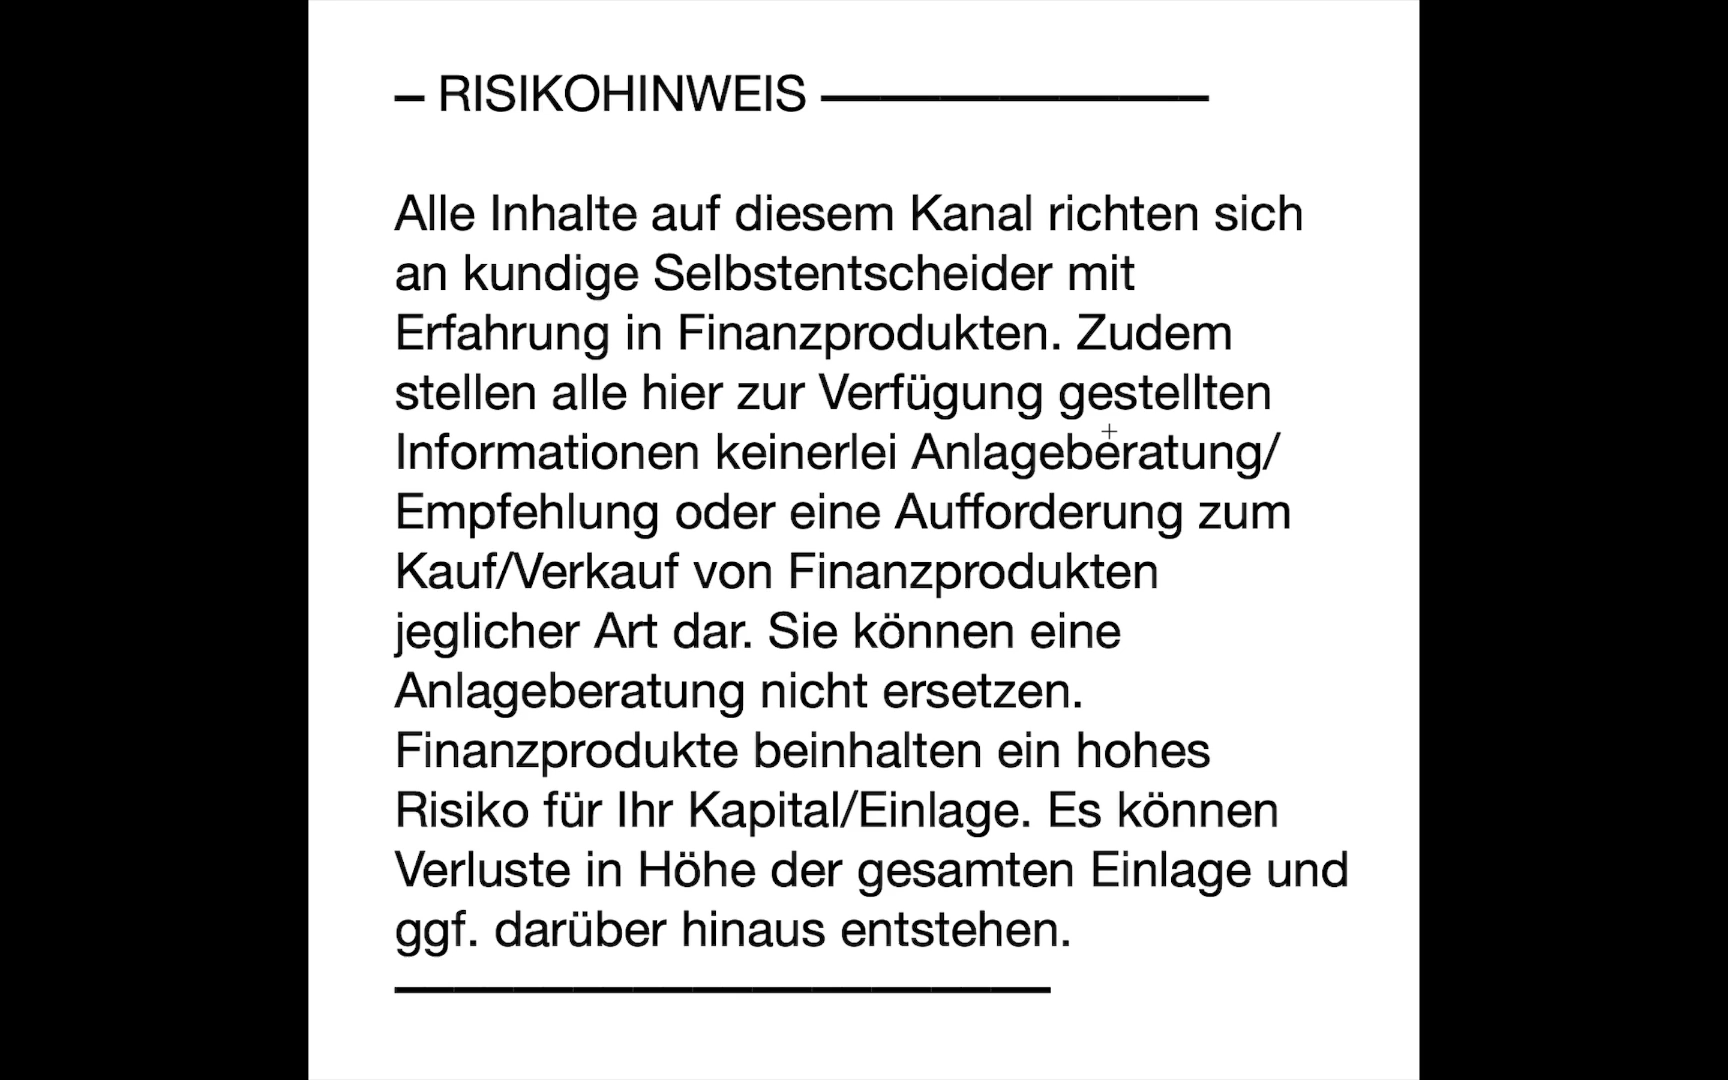 — RISIKOHINWEIS —————————————
Alle Inhalte auf diesem Kanal richten sich
an kundige Selbstentscheider mit
Erfahrung in Finanzprodukten. Zudem
stellen alle hier zur Verfügung gestellten
Informationen keinerlei Anlageberatung/
Empfehlung oder eine Aufforderung zum
Kauf/Verkauf von Finanzprodukten
jeglicher Art dar. Sie können eine
Anlageberatung nicht ersetzen.
Finanzprodukte beinhalten ein hohes
Risiko für Ihr Kapital/Einlage. Es können
Verluste in Höhe der gesamten Einlage und
ggf. darüber hinaus entstehen.